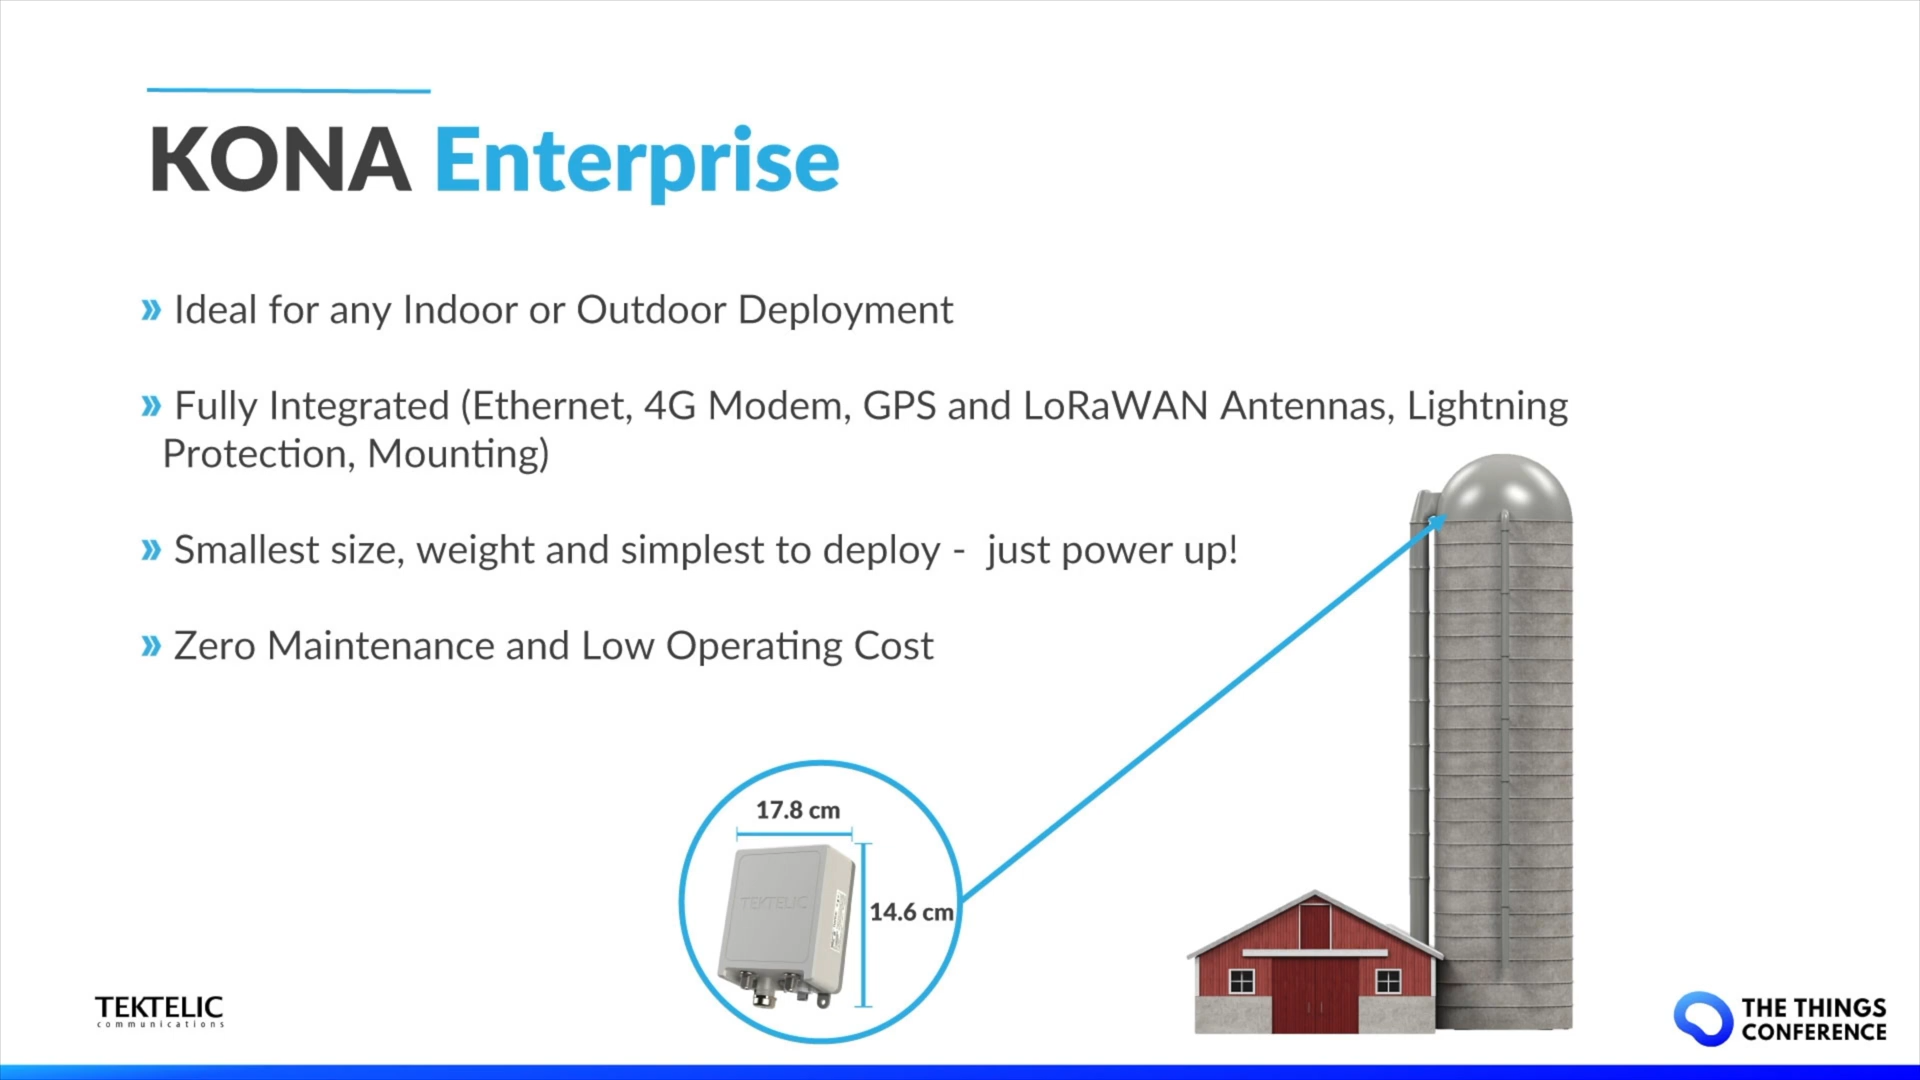 KONA Enterprise
» Ideal for any Indoor or Outdoor Deployment
» Fully Integrated (Ethernet, 4G Modem, GPS and LoRaWAN Antennas, Lightning
Protection, Mounting)
» Smallest size, weight and simplest to deploy -  just power up!
» Zero Maintenance and Low Operating Cost
17.8 cm
TEKTELIC
14.6 cm
TEKTELIC
communications
THE THINGS
CONFERENCE